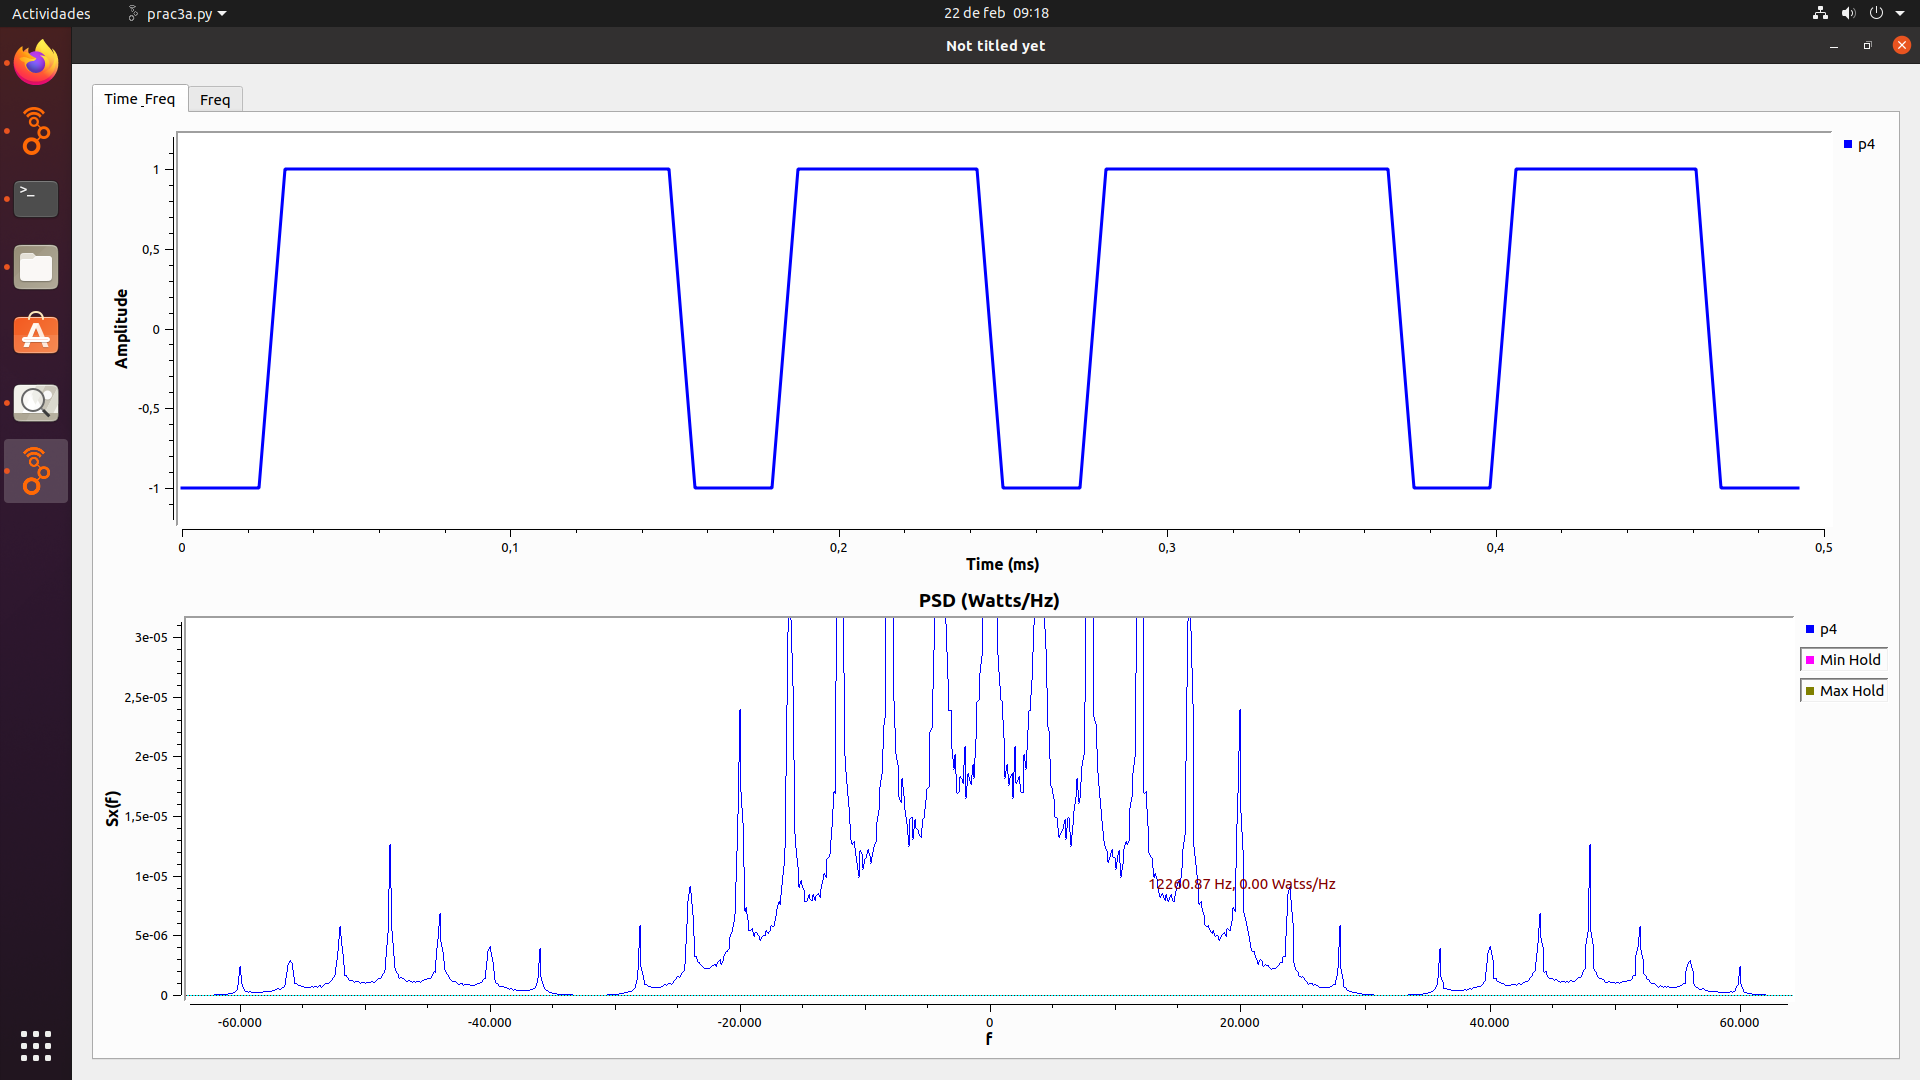 Actividades prac3a.py 22 de feb 09:18
Not titled yet
Time_Freq Freq
p4
1
0,5
Amplitude
0
-0,5
-1
0 0,1 0,2 0,3 0,4 0,5
Time (ms)
PSD (Watts/Hz)
p4
Min Hold
Max Hold
3e-05
2,5e-05
2e-05
Sx(f)
1,5e-05
1e-05
12260.87 Hz, 0.00 Watss/Hz
5e-06
0
-60.000 -40.000 -20.000 0 20.000 40.000 60.000
f